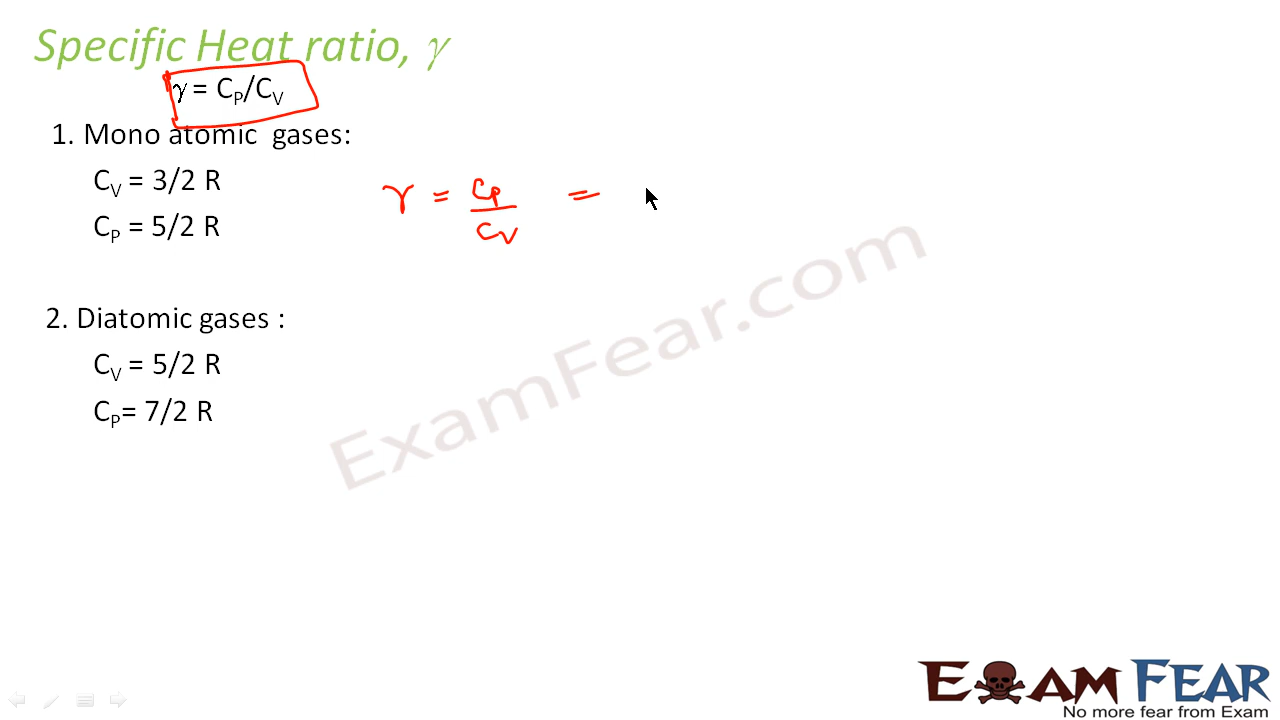 Specific Heat ratio, γ
γ = CP/CV
1. Mono atomic gases:
CV = 3/2 R
CP = 5/2 R
γ = CP/CV =
2. Diatomic gases :
CV = 5/2 R
CP= 7/2 R
ExamFear.com
EXAM FEAR
No more fear from Exam